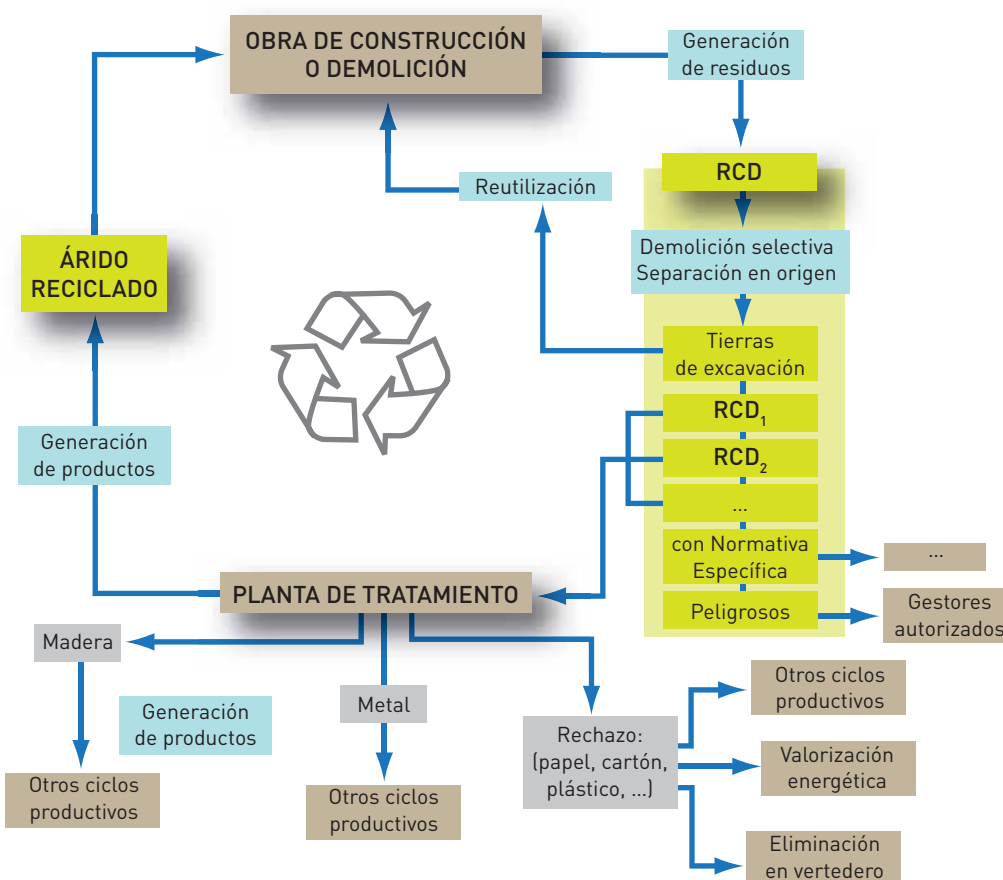 OBRA DE CONSTRUCCIÓN
O DEMOLICIÓN
Generación
de residuos
RCD
Reutilización
Demolición selectiva
Separación en origen
ÁRIDO
RECICLADO
Tierras
de excavación
RCD₁
RCD₂
...
Generación
de productos
con Normativa
Específica
...
PLANTA DE TRATAMIENTO
Peligrosos
Gestores
autorizados
Madera
Metal
Generación
de productos
Otros ciclos
productivos
Rechazo:
(papel, cartón,
plástico, ...)
Valorización
energética
Otros ciclos
productivos
Otros ciclos
productivos
Eliminación
en vertedero